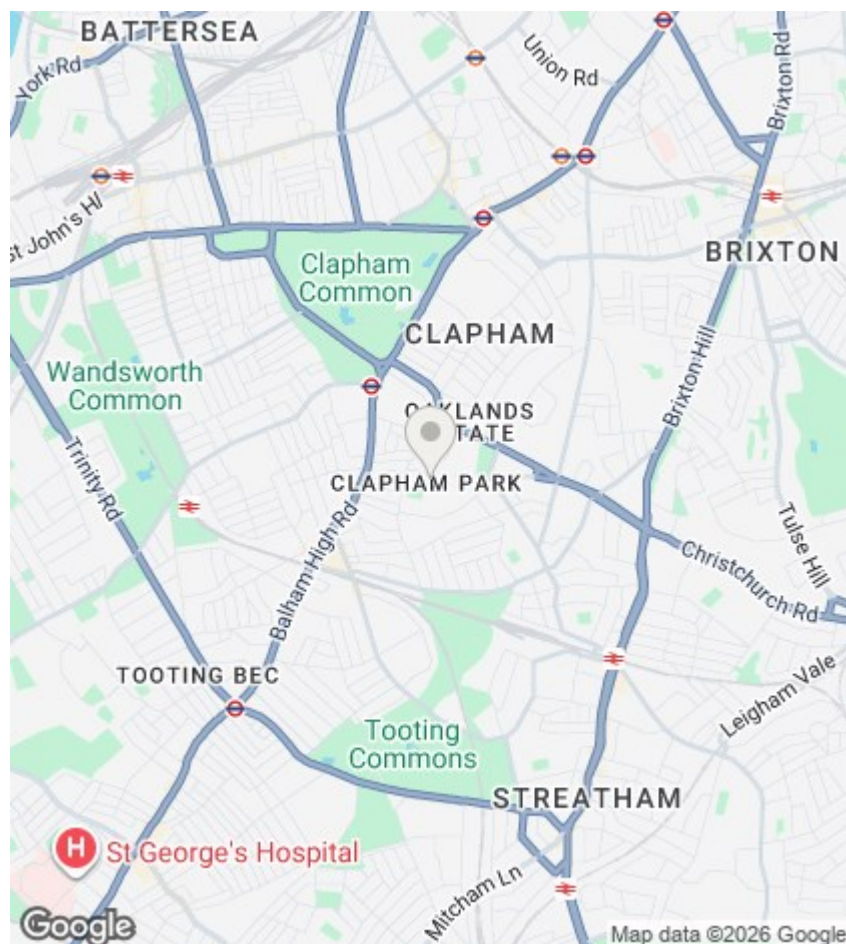 BATTERSEA
York Rd
Union Rd
Brixton Rd
St John's Hl
Clapham
Common
BRIXTON
CLAPHAM
Wandsworth
Common
Brixton Hill
OAKLANDS
ESTATE
CLAPHAM PARK
Trinity Rd
Balham High Rd
Tulse Hill
Christchurch Rd
TOOTING BEC
Leigham Vale
Tooting
Commons
STREATHAM
H
St George's Hospital
Mitcham Ln
Google
Map data ©2026 Google